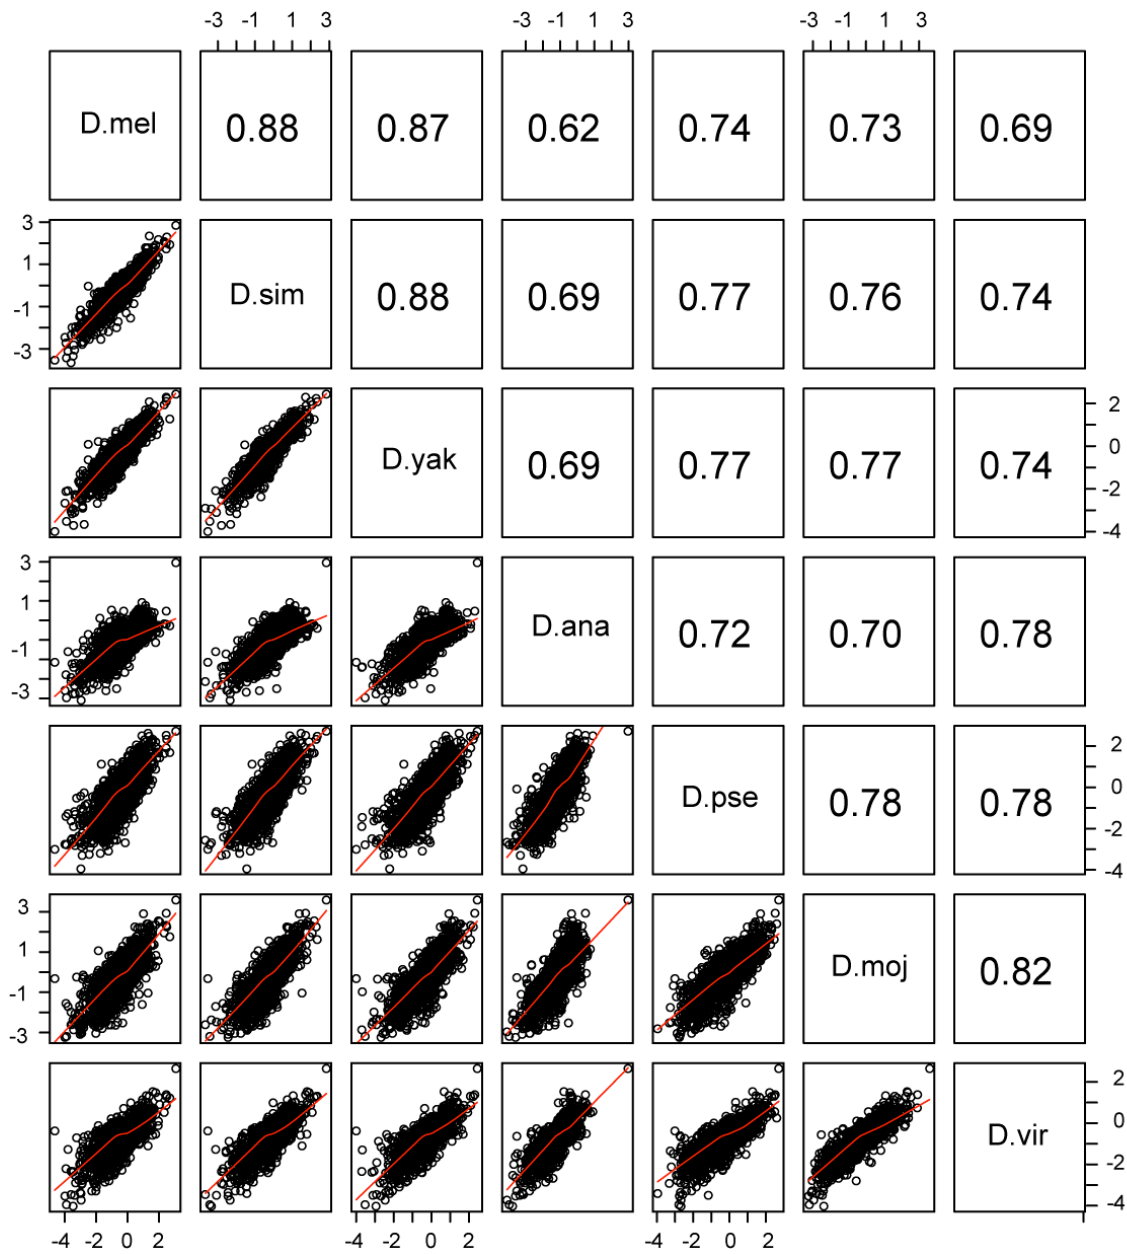 -3 -1 1 3 -3 -1 1 3 -3 -1 1 3
D.mel 0.88 0.87 0.62 0.74 0.73 0.69
3
1
-1
-3
D.sim 0.88 0.69 0.77 0.76 0.74
D.yak 0.69 0.77 0.77 0.74
2
0
-2
-4
3
1
-1
-3
D.ana 0.72 0.70 0.78
D.pse 0.78 0.78
2
0
-2
-4
3
1
-1
-3
D.moj 0.82
D.vir
2
0
-2
-4
-4 -2 0 2 -4 -2 0 2 -4 -2 0 2